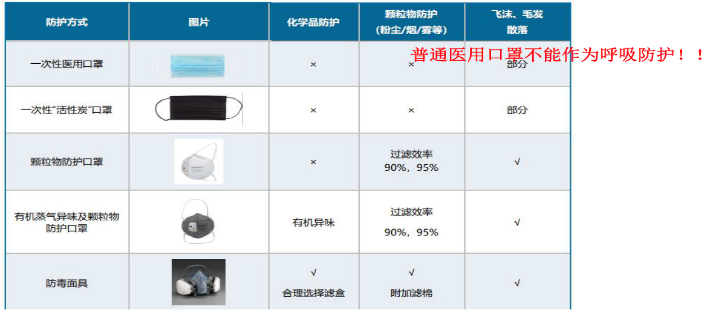 防护方式 图片 化学品防护 颗粒物防护 飞沫、毛发
(粉尘/烟/雾等) 散落
普通医用口罩不能作为呼吸防护！！
一次性医用口罩 × × 部分
一次性“活性炭”口罩 × × 部分
颗粒物防护口罩 × 过滤效率 √
90%，95%
有机蒸气异味及颗粒物 有机异味 过滤效率 √
防护口罩 90%，95%
防毒面具 √ √ √
合理选择滤盒 附加滤棉